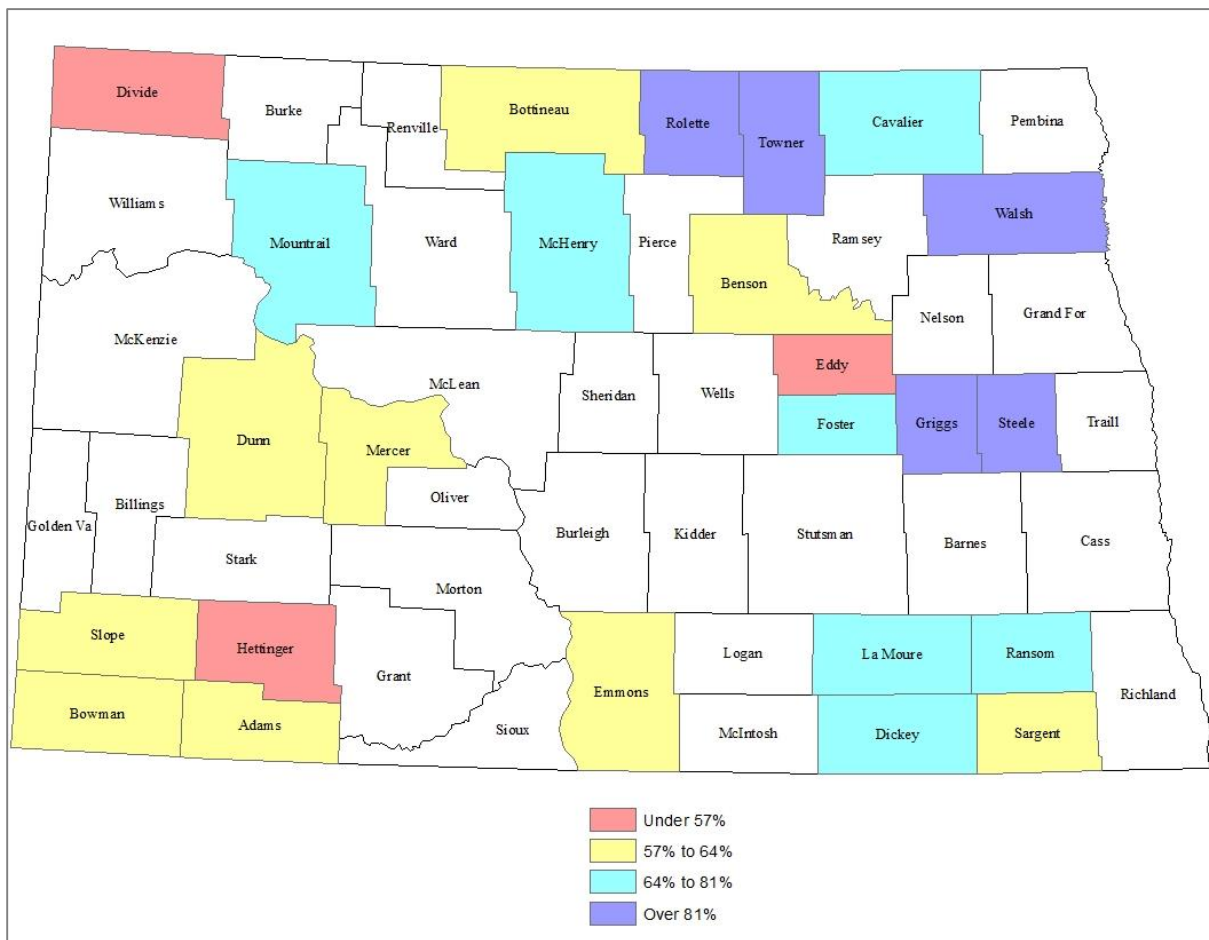 Divide
Burke
Renville
Bottineau
Rolette
Towner
Cavalier
Pembina
Williams
Mountrail
Ward
McHenry
Pierce
Benson
Ramsey
Walsh
McKenzie
McLean
Sheridan
Wells
Eddy
Nelson
Grand For
Dunn
Mercer
Oliver
Foster
Griggs
Steele
Traill
Golden Va
Billings
Stark
Morton
Burleigh
Kidder
Stutsman
Barnes
Cass
Slope
Hettinger
Grant
Emmons
Logan
La Moure
Ransom
Richland
Bowman
Adams
Sioux
McIntosh
Dickey
Sargent
Under 57%
57% to 64%
64% to 81%
Over 81%